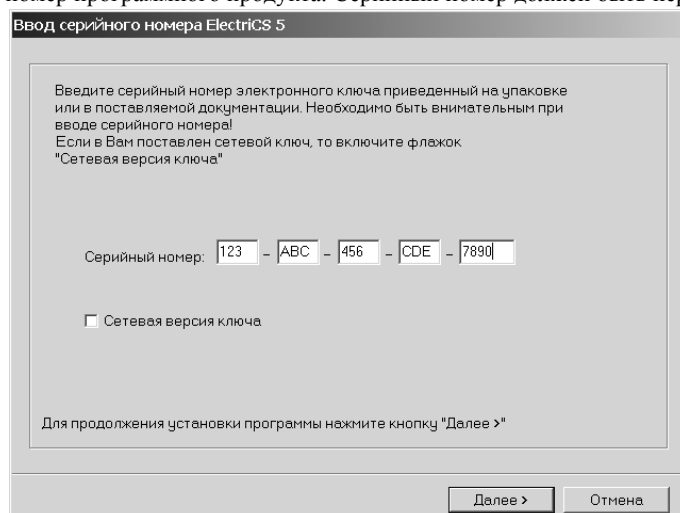 номер программного продукта. Серийный номер должен быть
Ввод серийного номера ElectriCS 5
Введите серийный номер электронного ключа приведенный на упаковке
или в поставляемой документации. Необходимо быть внимательным при
вводе серийного номера!
Если в Вам поставлен сетевой ключ, то включите флажок
"Сетевая версия ключа"
Серийный номер: 123 - ABC - 456 - CDE - 7890
Сетевая версия ключа
Для продолжения установки программы нажмите кнопку "Далее >"
Далее > Отмена